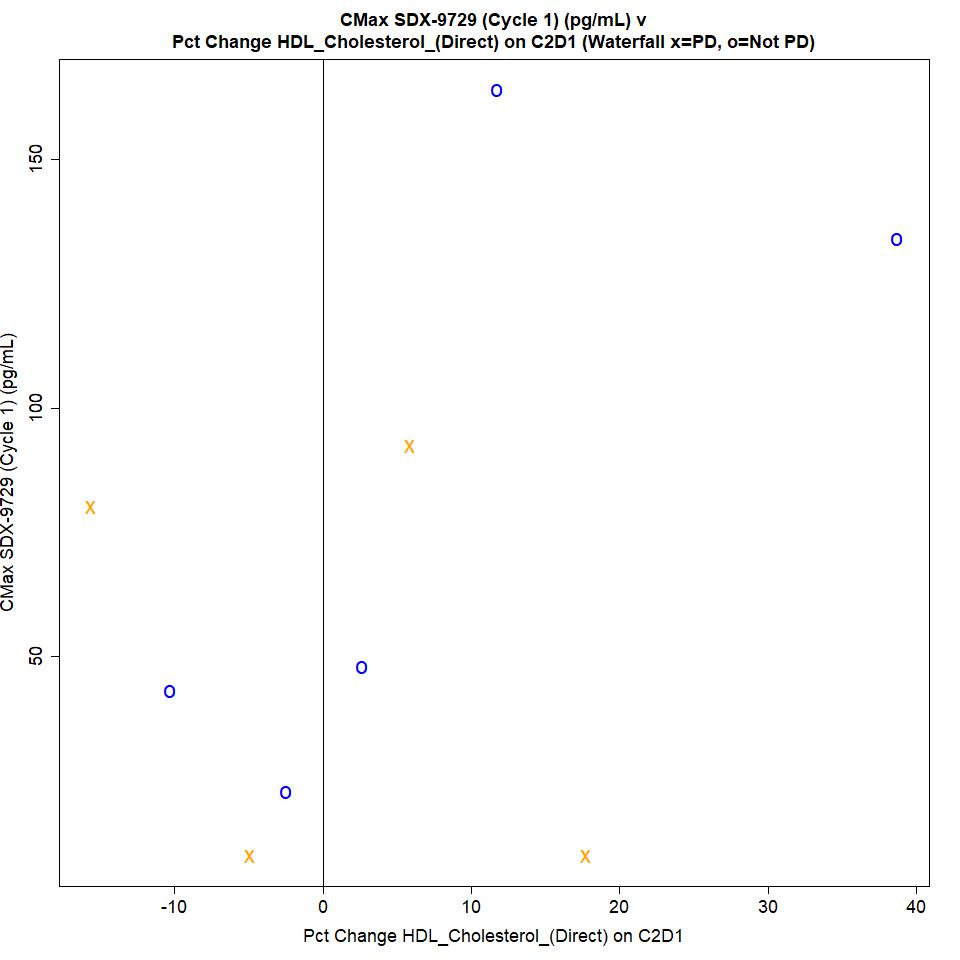 CMax SDX-9729 (Cycle 1) (pg/mL) v
Pct Change HDL_Cholesterol_(Direct) on C2D1 (Waterfall x=PD, o=Not PD)
CMax SDX-9729 (Cycle 1) (pg/mL)
150
100
50
O
O
X
X
O
O
O
X
X
-10
0
10
20
30
40
Pct Change HDL_Cholesterol_(Direct) on C2D1